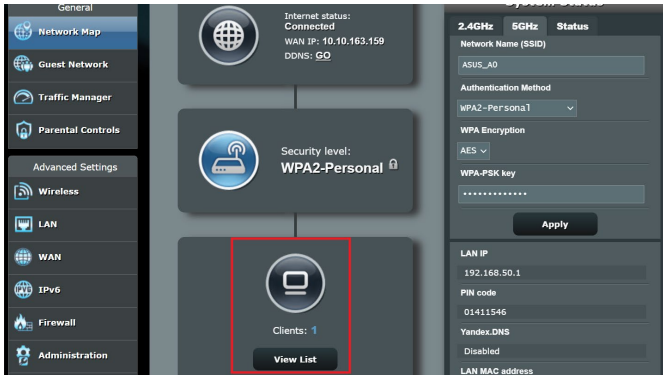 General
Network Map
Guest Network
Traffic Manager
Parental Controls
Advanced Settings
Wireless
LAN
WAN
IPv6
Firewall
Administration
Internet status:
Connected
WAN IP: 10.10.163.159
DDNS: GO
Security level:
WPA2-Personal
Clients: 1
View List
System Status
2.4GHz 5GHz Status
Network Name (SSID)
ASUS_A0
Authentication Method
WPA2-Personal
WPA Encryption
AES
WPA-PSK key
•••••••••••••
Apply
LAN IP
192.168.50.1
PIN code
01411546
Yandex.DNS
Disabled
LAN MAC address